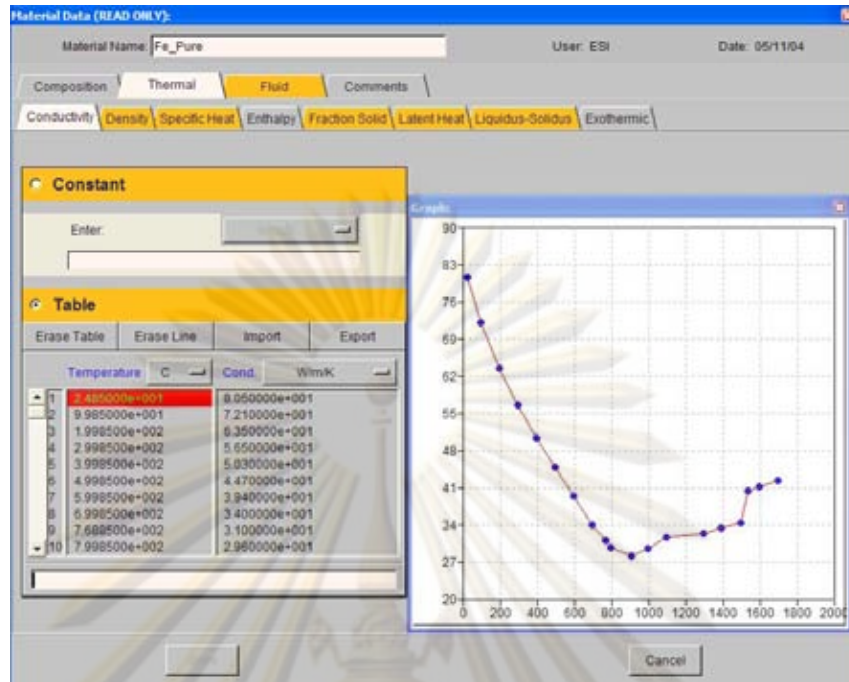 Material Data (READ ONLY):
Material Name: Fe_Pure User: ESI Date: 05/11/04
Composition Thermal Fluid Comments
Conductivity Density Specific Heat Enthalpy Fraction Solid Latent Heat Liquidus-Solidus Exothermic
Constant
Enter:
Table
Erase Table Erase Line Import Export
Temperature C Cond. W/m/K
1 2.485000e+001 8.050000e+001
2 9.985000e+001 7.210000e+001
3 1.998500e+002 6.350000e+001
4 2.998500e+002 5.650000e+001
5 3.998500e+002 5.030000e+001
6 4.998500e+002 4.470000e+001
7 5.998500e+002 3.940000e+001
8 6.998500e+002 3.400000e+001
9 7.688500e+002 3.100000e+001
10 7.998500e+002 2.960000e+001
Graph:
90
83
76
69
62
55
48
41
34
27
20
0 200 400 600 800 1000 1200 1400 1600 1800 2000
Cancel